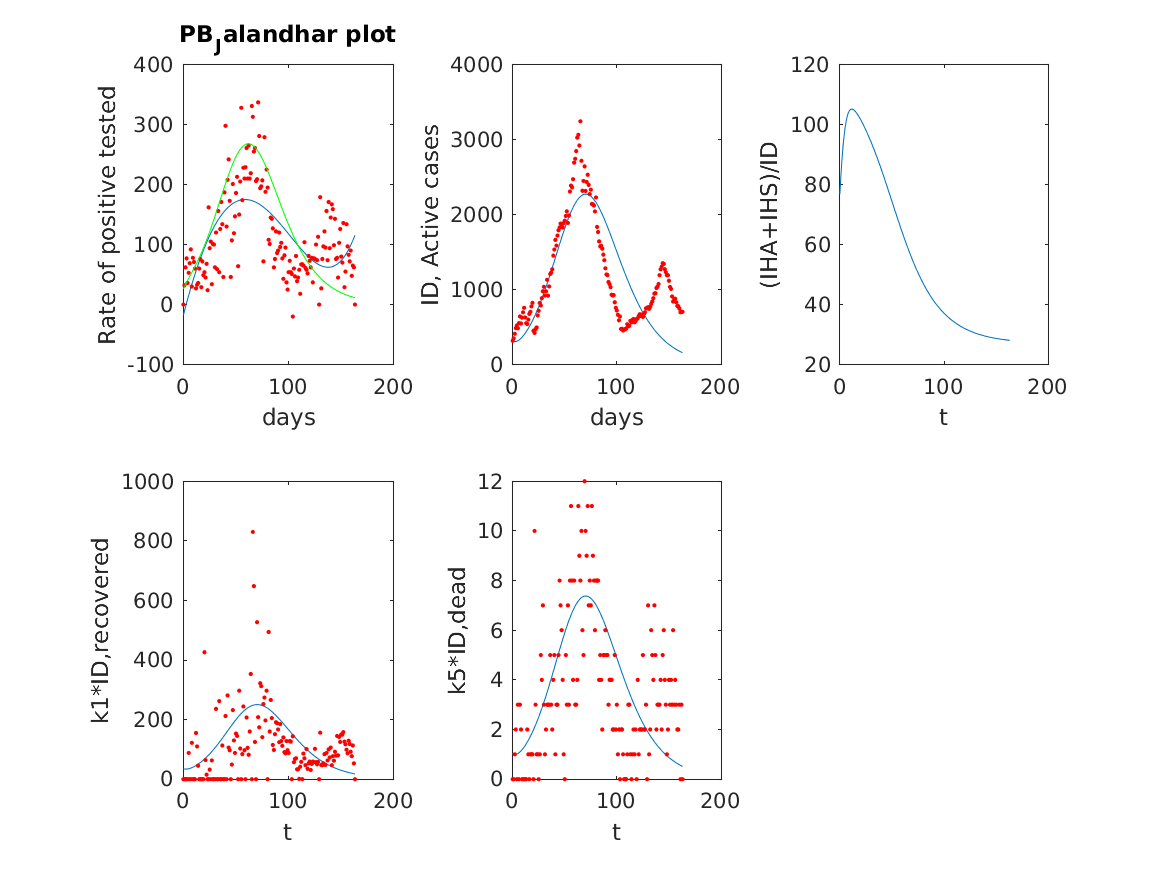 PB_Jalandhar plot
400
300
200
100
0
-100
0 100 200
days
Rate of positive tested
4000
3000
2000
1000
0
0 100 200
days
ID, Active cases
120
100
80
60
40
20
0 100 200
t
(IHA+IHS)/ID
1000
800
600
400
200
0
0 100 200
t
k1*ID,recovered
12
10
8
6
4
2
0
0 100 200
t
k5*ID,dead